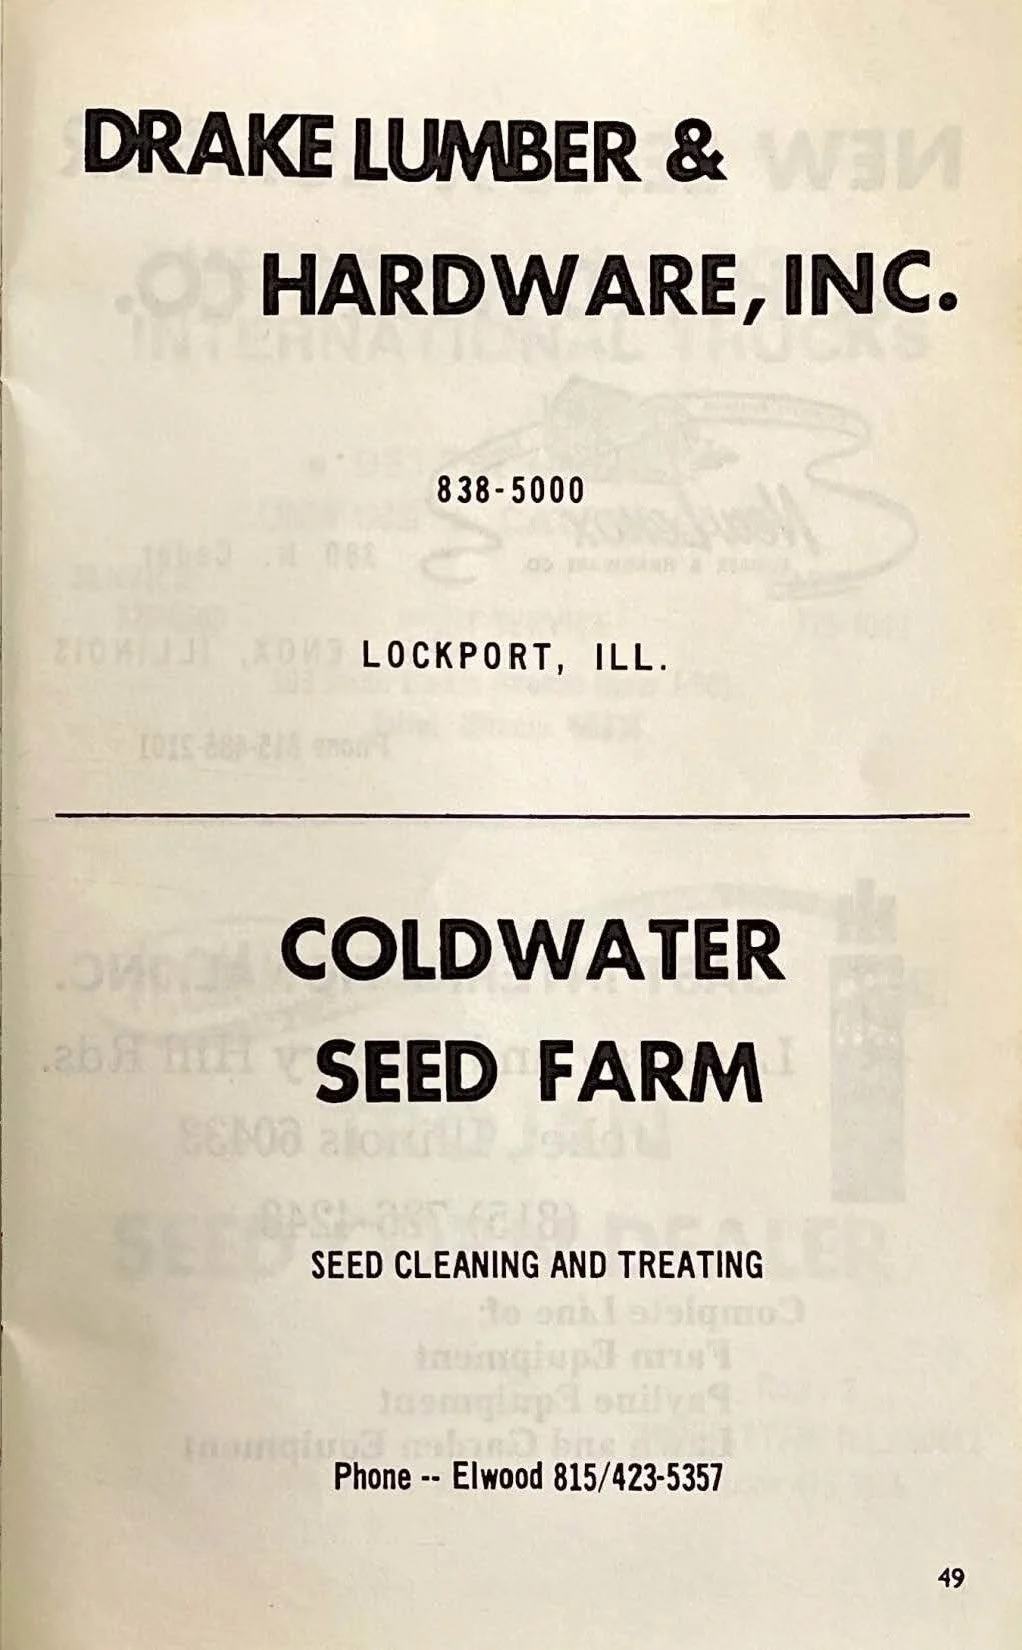 DRAKE LUMBER &
HARDWARE, INC.
838-5000
LOCKPORT, ILL.
COLDWATER
SEED FARM
SEED CLEANING AND TREATING
Phone -- Elwood 815/423-5357
49